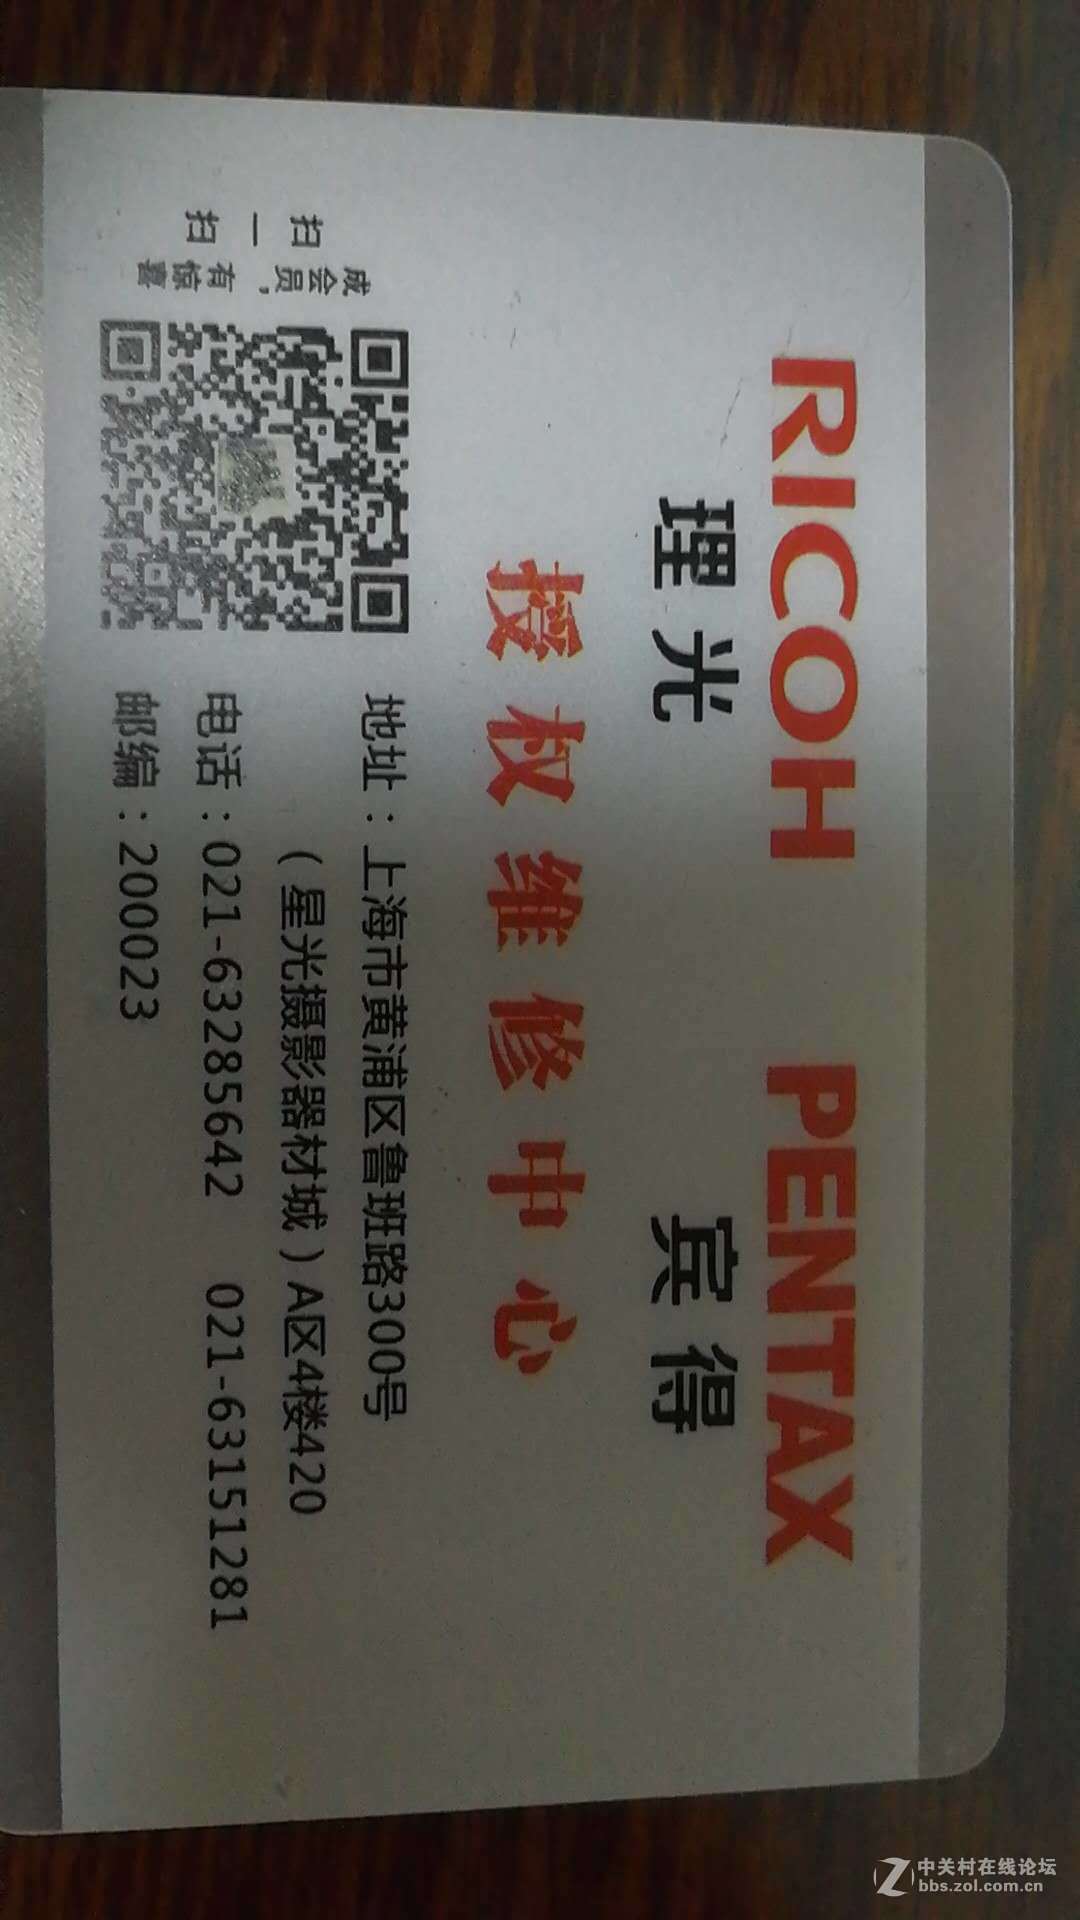 RICOH PENTAX
理光 宾得
授权维修中心
扫一扫
成会员，有惊喜
地址：上海市黄浦区鲁班路300号
（星光摄影器材城）A区4楼420
电话：021-63285642 021-63151281
邮编：200023
中关村在线论坛
bbs.zol.com.cn